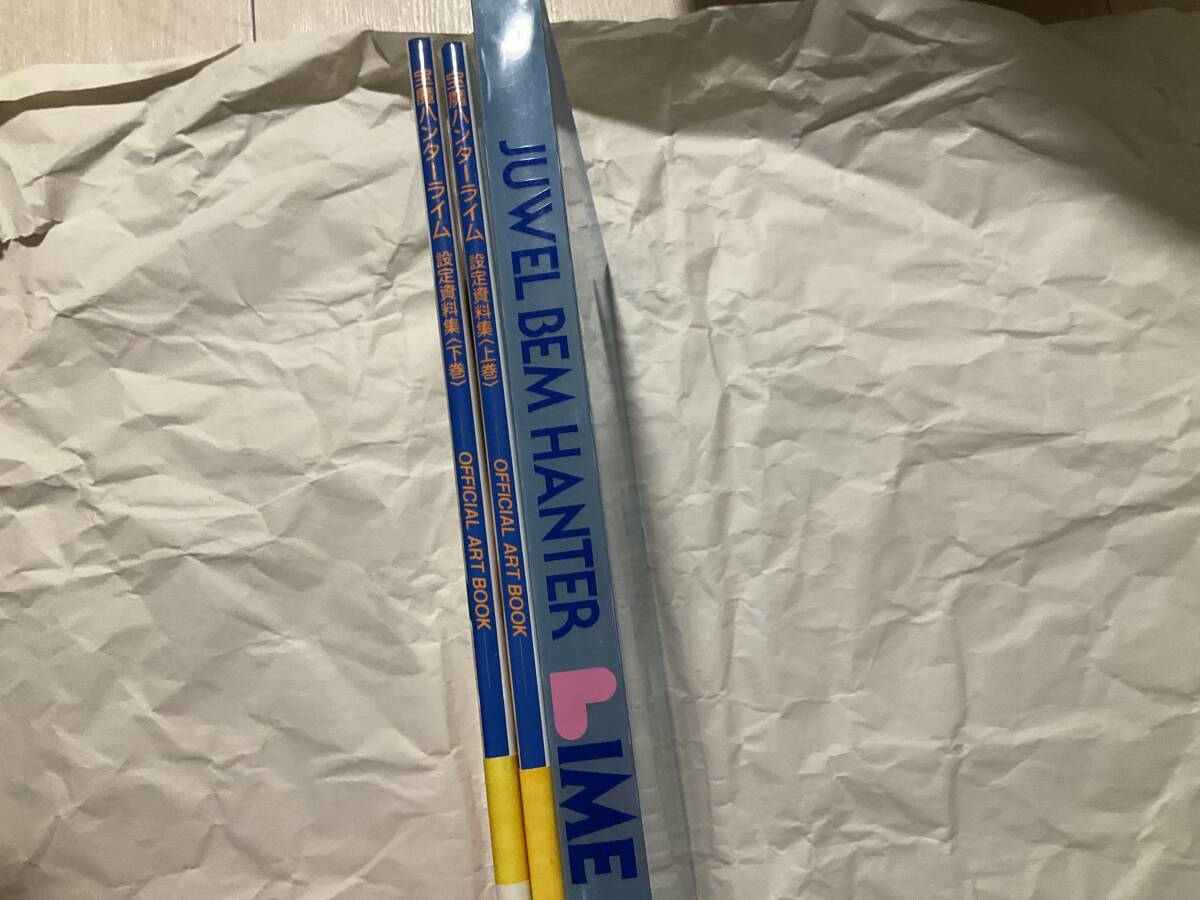 宝魔ハンターライム 設定資料集〈下巻〉 OFFICIAL ART BOOK
宝魔ハンターライム 設定資料集〈上巻〉 OFFICIAL ART BOOK
JUWEL BEM HANTER LIME